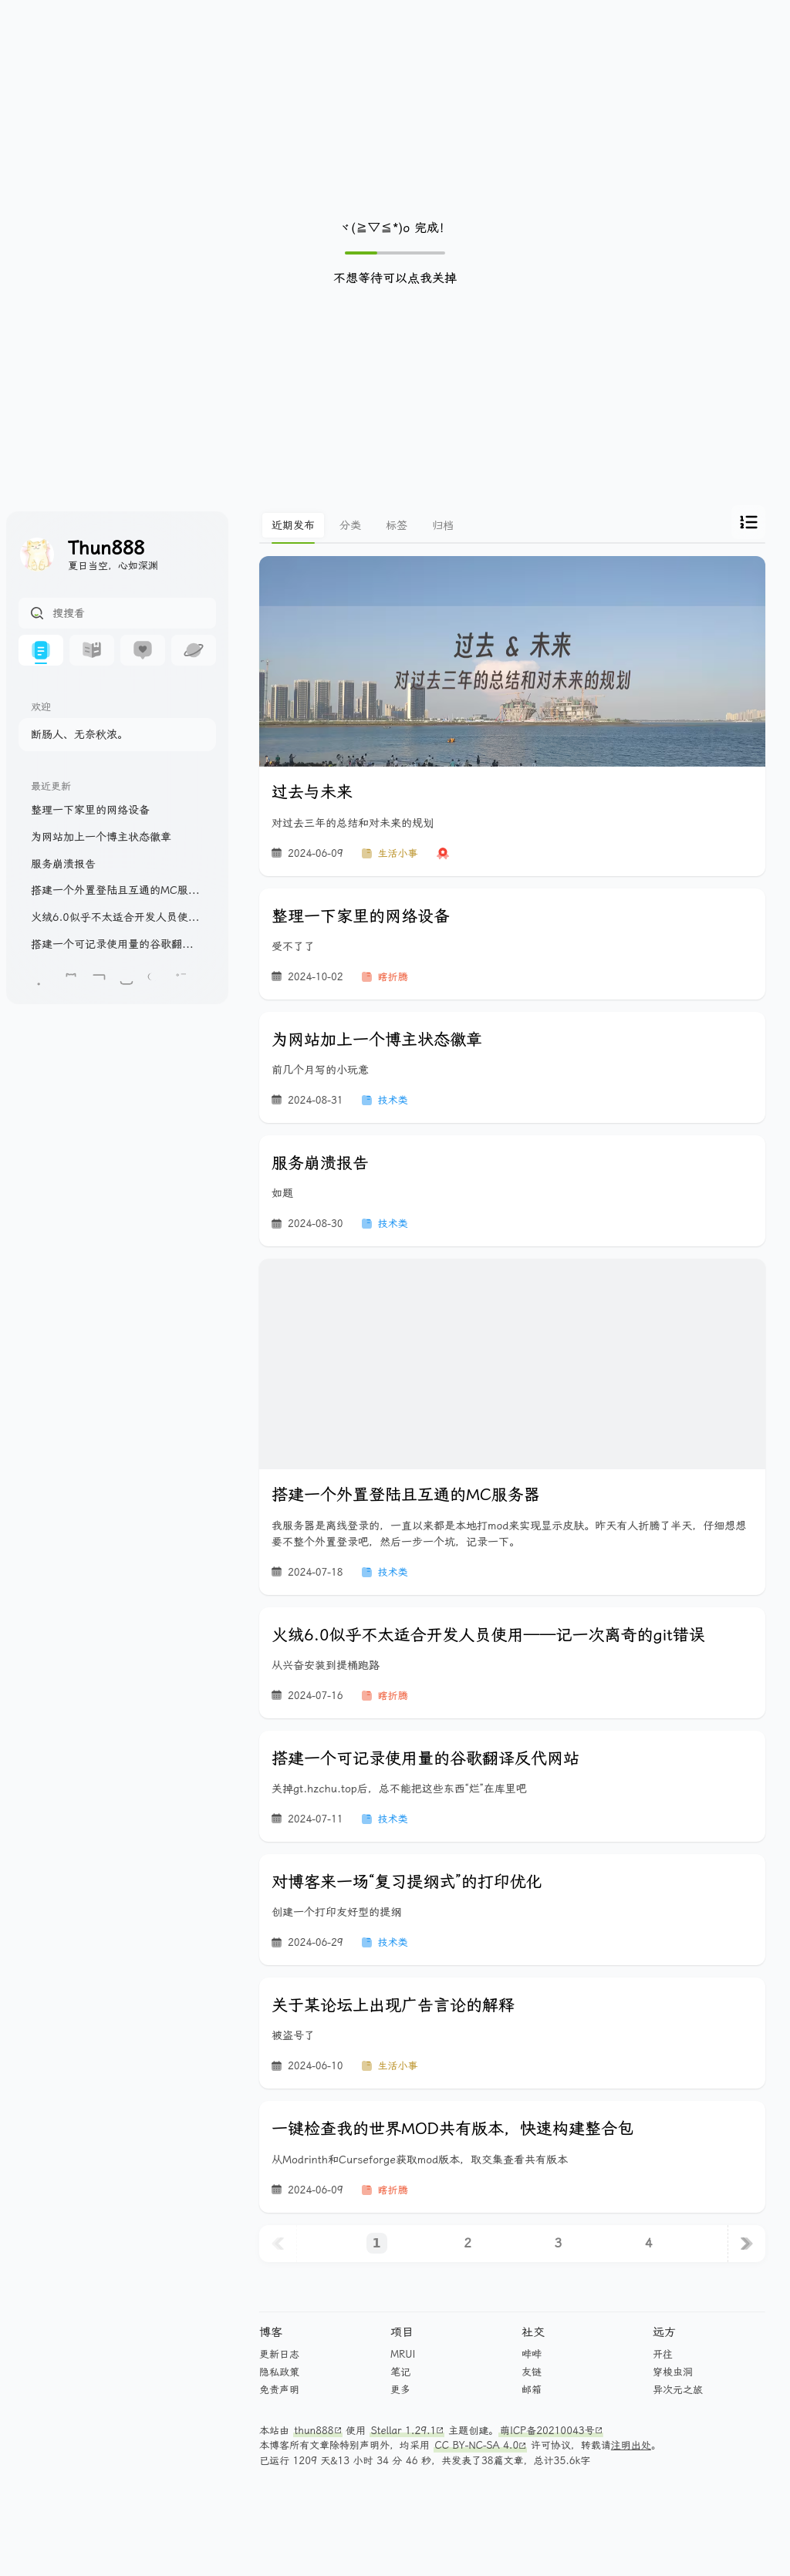 ヾ(≧▽≦*)o 完成!
不想等待可以点我关掉
Thun888
夏日当空，心如深渊
搜搜看
欢迎
断肠人、无奈秋浓。
最近更新
整理一下家里的网络设备
为网站加上一个博主状态徽章
服务崩溃报告
搭建一个外置登陆且互通的MC服...
火绒6.0似乎不太适合开发人员使...
搭建一个可记录使用量的谷歌翻...
近期发布 分类 标签 归档
过去 & 未来
对过去三年的总结和对未来的规划
过去与未来
对过去三年的总结和对未来的规划
2024-06-09 生活小事
整理一下家里的网络设备
受不了了
2024-10-02 瞎折腾
为网站加上一个博主状态徽章
前几个月写的小玩意
2024-08-31 技术类
服务崩溃报告
如题
2024-08-30 技术类
搭建一个外置登陆且互通的MC服务器
我服务器是离线登录的，一直以来都是本地打mod来实现显示皮肤。昨天有人折腾了半天，仔细想想
要不整个外置登录吧，然后一步一个坑，记录一下。
2024-07-18 技术类
火绒6.0似乎不太适合开发人员使用——记一次离奇的git错误
从兴奋安装到提桶跑路
2024-07-16 瞎折腾
搭建一个可记录使用量的谷歌翻译反代网站
关掉gt.hzchu.top后，总不能把这些东西“烂”在库里吧
2024-07-11 技术类
对博客来一场“复习提纲式”的打印优化
创建一个打印友好型的提纲
2024-06-29 技术类
关于某论坛上出现广告言论的解释
被盗号了
2024-06-10 生活小事
一键检查我的世界MOD共有版本，快速构建整合包
从Modrinth和Curseforge获取mod版本，取交集查看共有版本
2024-06-09 瞎折腾
1 2 3 4
博客 项目 社交 远方
更新日志 MRUI 哔哔 开往
隐私政策 笔记 友链 穿梭虫洞
免责声明 更多 邮箱 异次元之旅
本站由 thun888 使用 Stellar 1.29.1 主题创建。萌ICP备20210043号
本博客所有文章除特别声明外，均采用 CC BY-NC-SA 4.0 许可协议，转载请注明出处。
已运行 1209 天&13 小时 34 分 46 秒，共发表了38篇文章，总计35.6k字